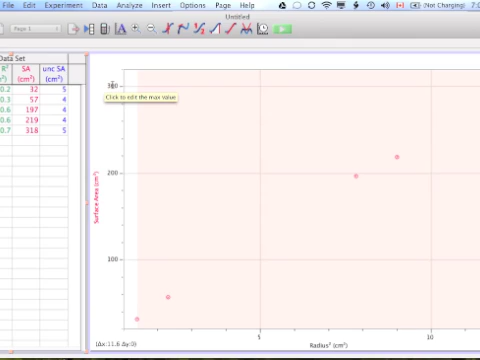 File Edit Experiment Data Analyze Insert Options Page Help (Not Charging)
Untitled
Page 1
Data Set
R² SA unc SA
(cm²) (cm²)
0.2 32 5
0.3 57 4
0.6 197 4
0.6 219 4
0.7 318 5
300
Click to edit the max value
200
100
Surface Area (cm²)
(Δx:11.6 Δy:0)
5
10
Radius² (cm²)